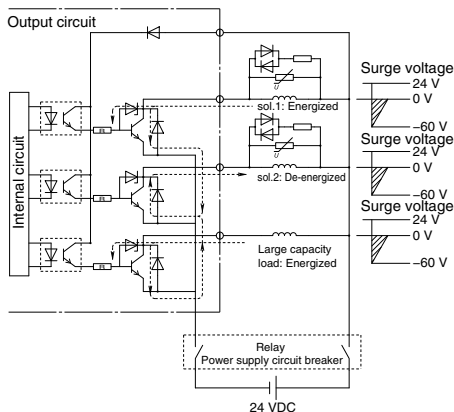 Output circuit
Internal circuit
sol.1: Energized
sol.2: De-energized
Large capacity
load: Energized
Surge voltage
24 V
0 V
−60 V
Surge voltage
24 V
0 V
−60 V
Surge voltage
24 V
0 V
−60 V
Relay
Power supply circuit breaker
24 VDC